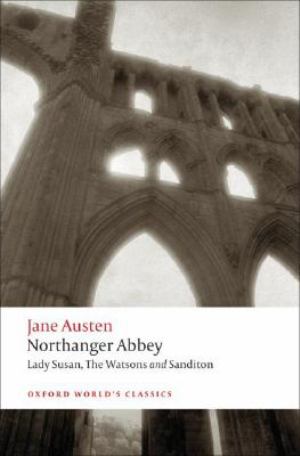 Jane Austen
Northanger Abbey
Lady Susan, The Watsons and Sanditon
OXFORD WORLD'S CLASSICS